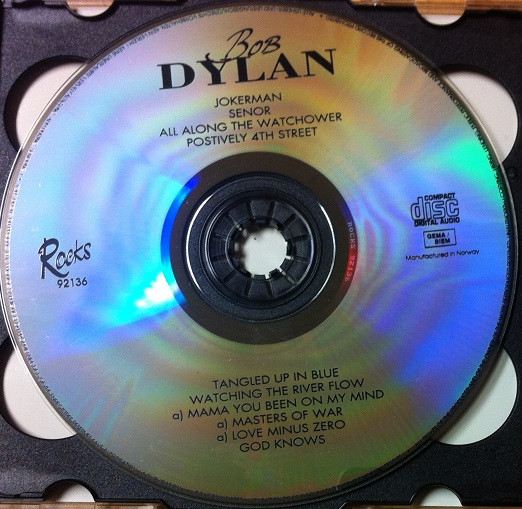 Bob
DYLAN
JOKERMAN
SENOR
ALL ALONG THE WATCHOWER
POSTIVELY 4TH STREET
Rocks
92136
COMPACT
disc
DIGITAL AUDIO
GEMA/
BIEM
Manufactured in Norway
ROCKS 92136
TANGLED UP IN BLUE
WATCHING THE RIVER FLOW
a) MAMA YOU BEEN ON MY MIND
a) MASTERS OF WAR
a) LOVE MINUS ZERO
GOD KNOWS